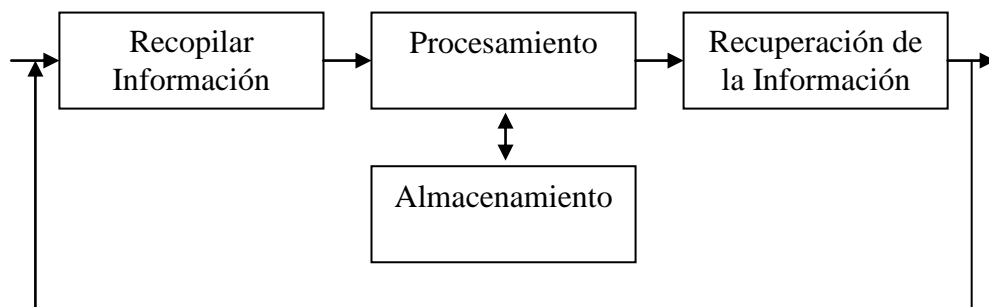 Recopilar
Información
Procesamiento
Recuperación de
la Información
Almacenamiento